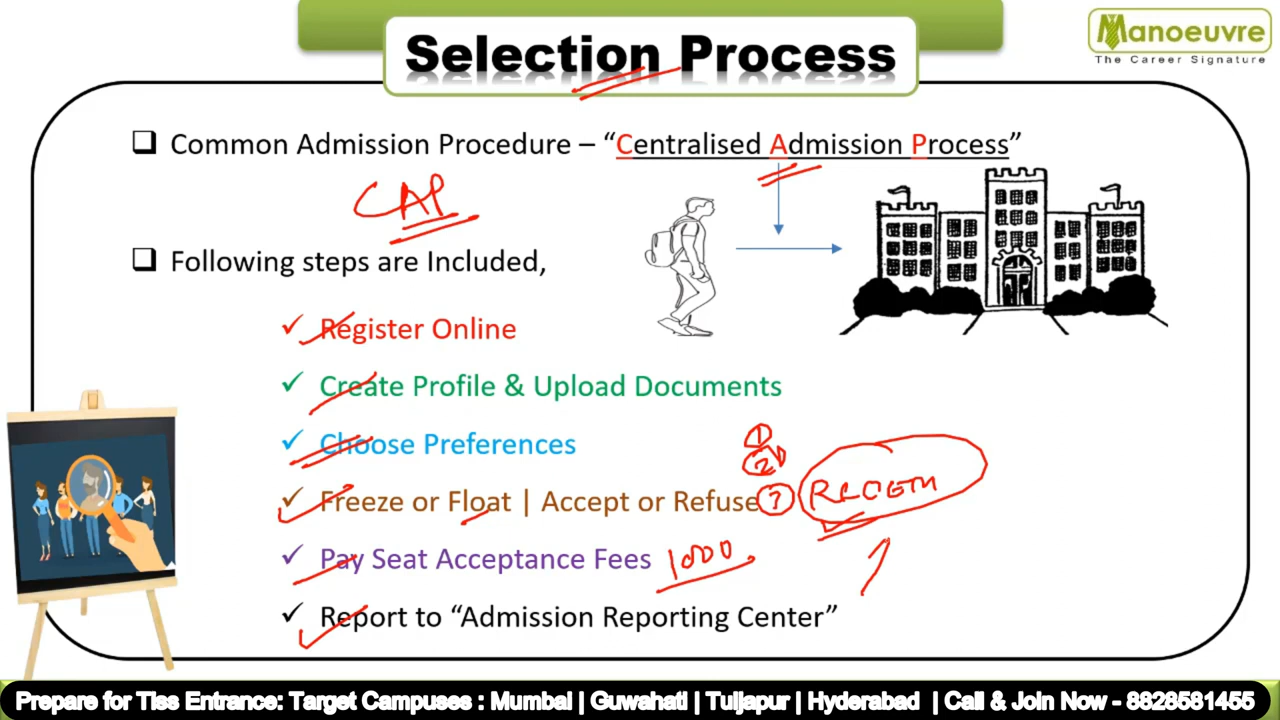 Selection Process
Manoeuvre
The Career Signature
Common Admission Procedure – “Centralised Admission Process”
CAP
Following steps are Included,
Register Online
Create Profile & Upload Documents
Choose Preferences
1
2
Freeze or Float | Accept or Refuse
Pay Seat Acceptance Fees 1000
Report to “Admission Reporting Center”
Prepare for Tiss Entrance: Target Campuses : Mumbai | Guwahati | Tuljapur | Hyderabad | Call & Join Now - 8828581455